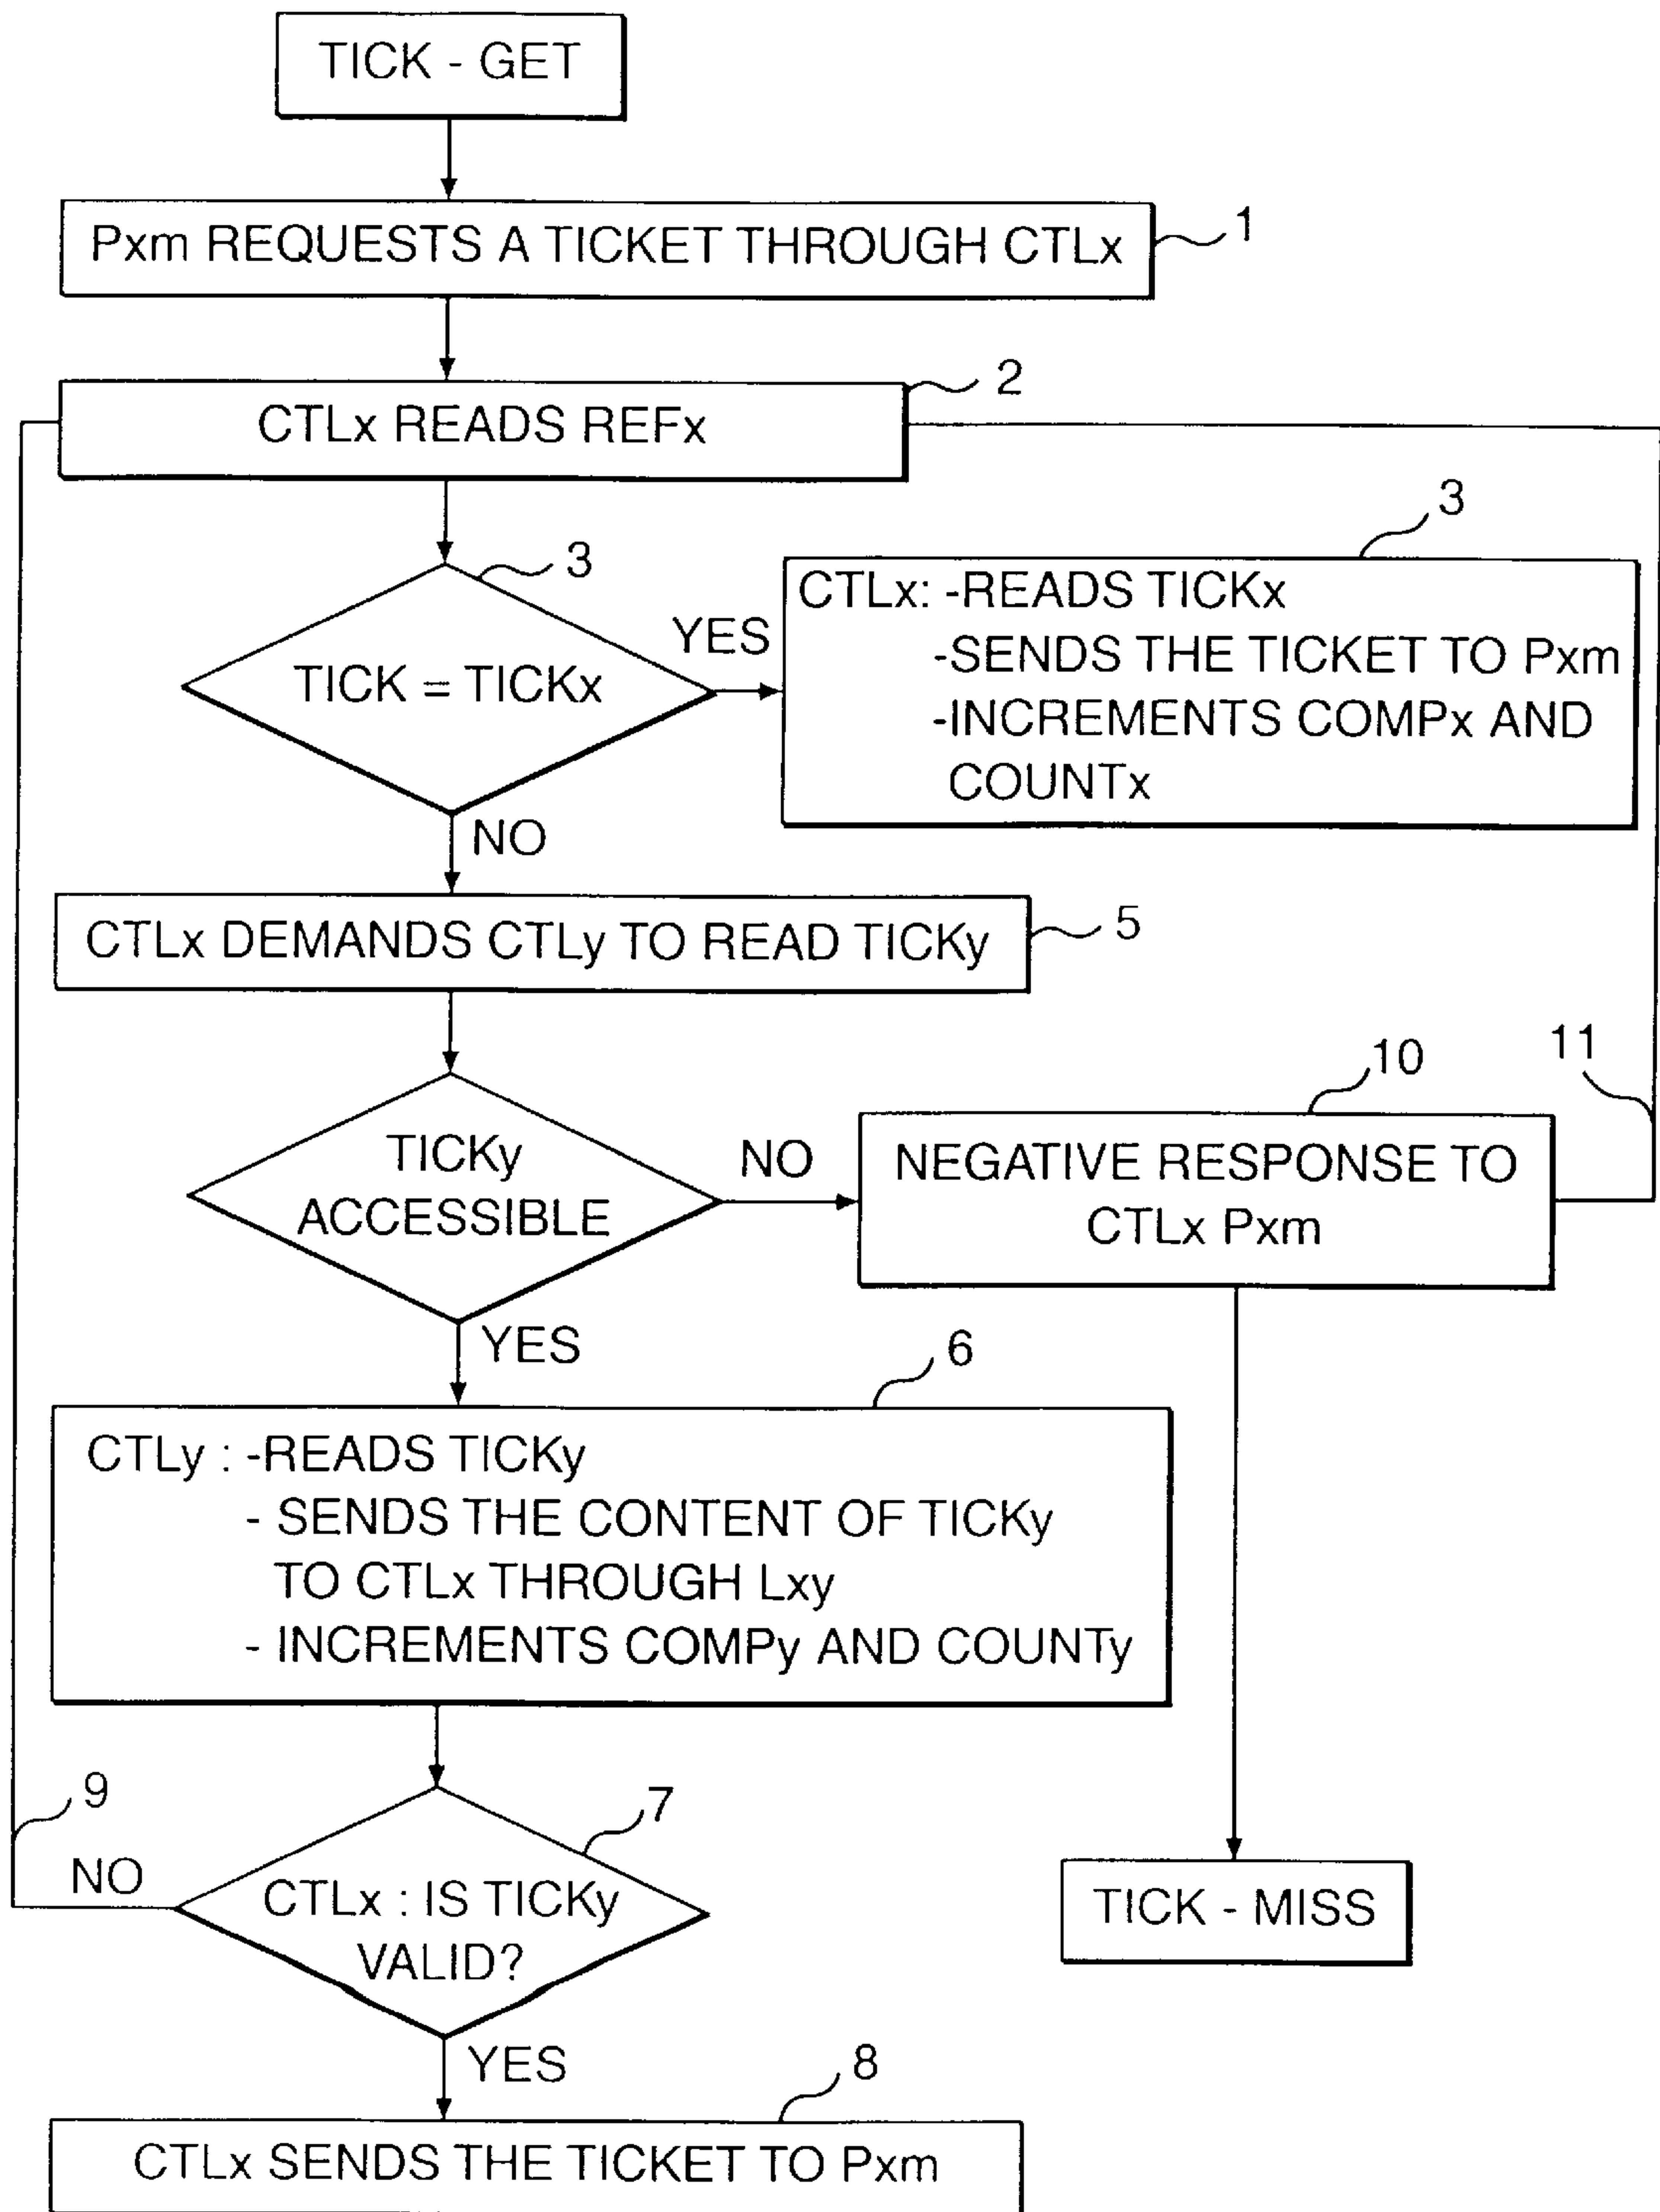 TICK - GET
Pxm REQUESTS A TICKET THROUGH CTLx
1
CTLx READS REFx
2
TICK = TICKx
3
YES
3
CTLx: -READS TICKx
-SENDS THE TICKET TO Pxm
-INCREMENTS COMPx AND
COUNTx
NO
CTLx DEMANDS CTLy TO READ TICKy
5
TICKy
ACCESSIBLE
NO
10
NEGATIVE RESPONSE TO
CTLx Pxm
11
YES
6
CTLy : -READS TICKy
- SENDS THE CONTENT OF TICKy
TO CTLx THROUGH Lxy
- INCREMENTS COMPy AND COUNTy
9
NO
7
CTLx : IS TICKy
VALID?
TICK - MISS
YES
8
CTLx SENDS THE TICKET TO Pxm